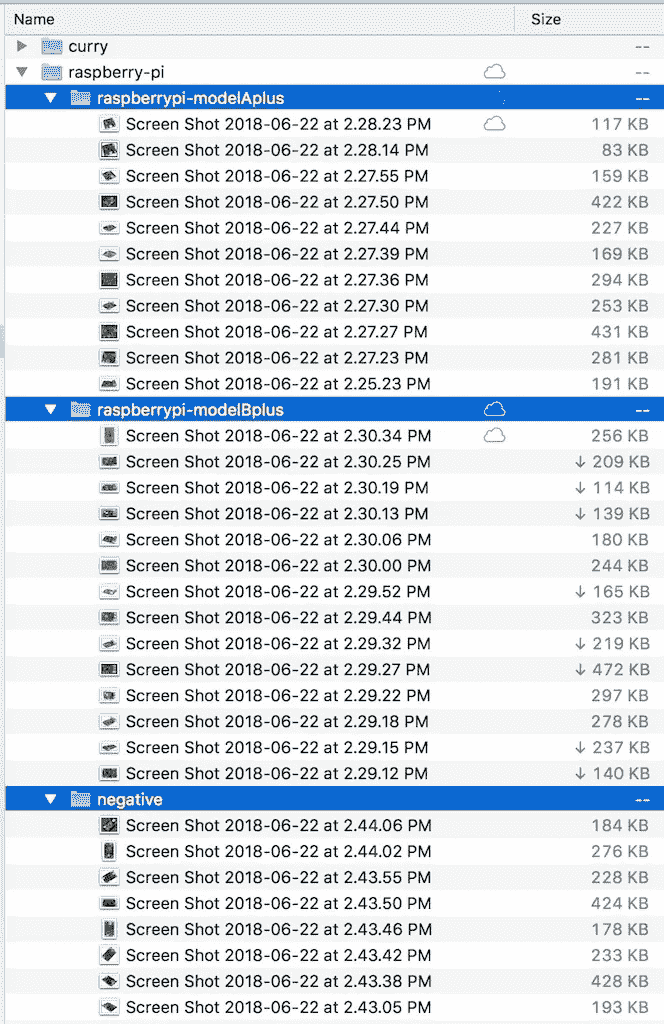 Name Size
curry --
raspberry-pi --
raspberrypi-modelAplus --
Screen Shot 2018-06-22 at 2.28.23 PM 117 KB
Screen Shot 2018-06-22 at 2.28.14 PM 83 KB
Screen Shot 2018-06-22 at 2.27.55 PM 159 KB
Screen Shot 2018-06-22 at 2.27.50 PM 422 KB
Screen Shot 2018-06-22 at 2.27.44 PM 227 KB
Screen Shot 2018-06-22 at 2.27.39 PM 169 KB
Screen Shot 2018-06-22 at 2.27.36 PM 294 KB
Screen Shot 2018-06-22 at 2.27.30 PM 253 KB
Screen Shot 2018-06-22 at 2.27.27 PM 431 KB
Screen Shot 2018-06-22 at 2.27.23 PM 281 KB
Screen Shot 2018-06-22 at 2.25.23 PM 191 KB
raspberrypi-modelBplus --
Screen Shot 2018-06-22 at 2.30.34 PM 256 KB
Screen Shot 2018-06-22 at 2.30.25 PM ↓ 209 KB
Screen Shot 2018-06-22 at 2.30.19 PM ↓ 114 KB
Screen Shot 2018-06-22 at 2.30.13 PM ↓ 139 KB
Screen Shot 2018-06-22 at 2.30.06 PM 180 KB
Screen Shot 2018-06-22 at 2.30.00 PM 244 KB
Screen Shot 2018-06-22 at 2.29.52 PM ↓ 165 KB
Screen Shot 2018-06-22 at 2.29.44 PM 323 KB
Screen Shot 2018-06-22 at 2.29.32 PM ↓ 219 KB
Screen Shot 2018-06-22 at 2.29.27 PM ↓ 472 KB
Screen Shot 2018-06-22 at 2.29.22 PM 297 KB
Screen Shot 2018-06-22 at 2.29.18 PM 278 KB
Screen Shot 2018-06-22 at 2.29.15 PM ↓ 237 KB
Screen Shot 2018-06-22 at 2.29.12 PM ↓ 140 KB
negative --
Screen Shot 2018-06-22 at 2.44.06 PM 184 KB
Screen Shot 2018-06-22 at 2.44.02 PM 276 KB
Screen Shot 2018-06-22 at 2.43.55 PM 228 KB
Screen Shot 2018-06-22 at 2.43.50 PM 424 KB
Screen Shot 2018-06-22 at 2.43.46 PM 178 KB
Screen Shot 2018-06-22 at 2.43.42 PM 233 KB
Screen Shot 2018-06-22 at 2.43.38 PM 428 KB
Screen Shot 2018-06-22 at 2.43.05 PM 193 KB